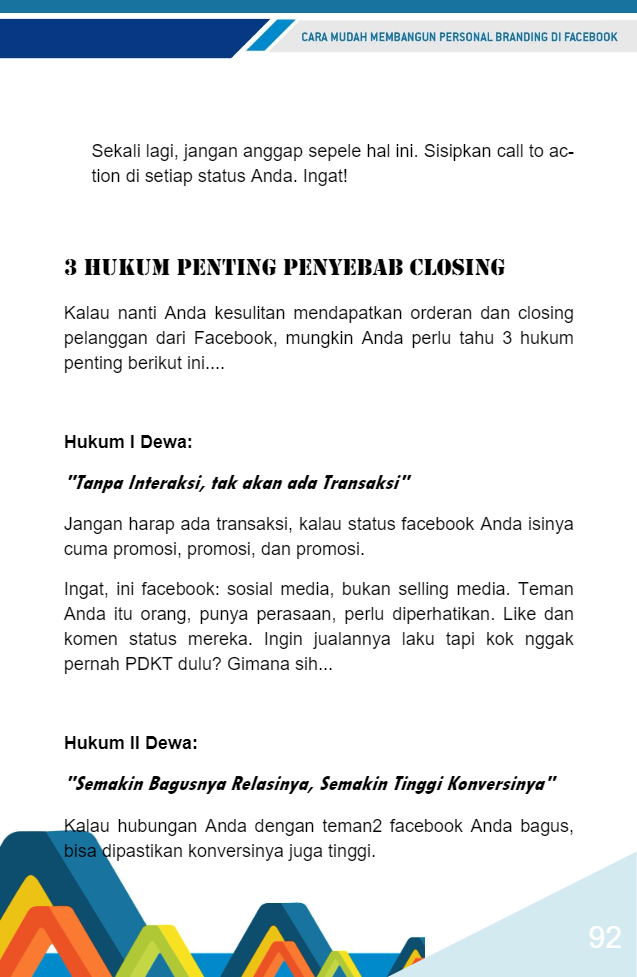 CARA MUDAH MEMBANGUN PERSONAL BRANDING DI FACEBOOK
Sekali lagi, jangan anggap sepele hal ini. Sisipkan call to ac-
tion di setiap status Anda. Ingat!
3 HUKUM PENTING PENYEBAB CLOSING
Kalau nanti Anda kesulitan mendapatkan orderan dan closing
pelanggan dari Facebook, mungkin Anda perlu tahu 3 hukum
penting berikut ini....
Hukum I Dewa:
"Tanpa Interaksi, tak akan ada Transaksi"
Jangan harap ada transaksi, kalau status facebook Anda isinya
cuma promosi, promosi, dan promosi.
Ingat, ini facebook: sosial media, bukan selling media. Teman
Anda itu orang, punya perasaan, perlu diperhatikan. Like dan
komen status mereka. Ingin jualannya laku tapi kok nggak
pernah PDKT dulu? Gimana sih...
Hukum II Dewa:
"Semakin Bagusnya Relasinya, Semakin Tinggi Konversinya"
Kalau hubungan Anda dengan teman2 facebook Anda bagus,
bisa dipastikan konversinya juga tinggi.
92